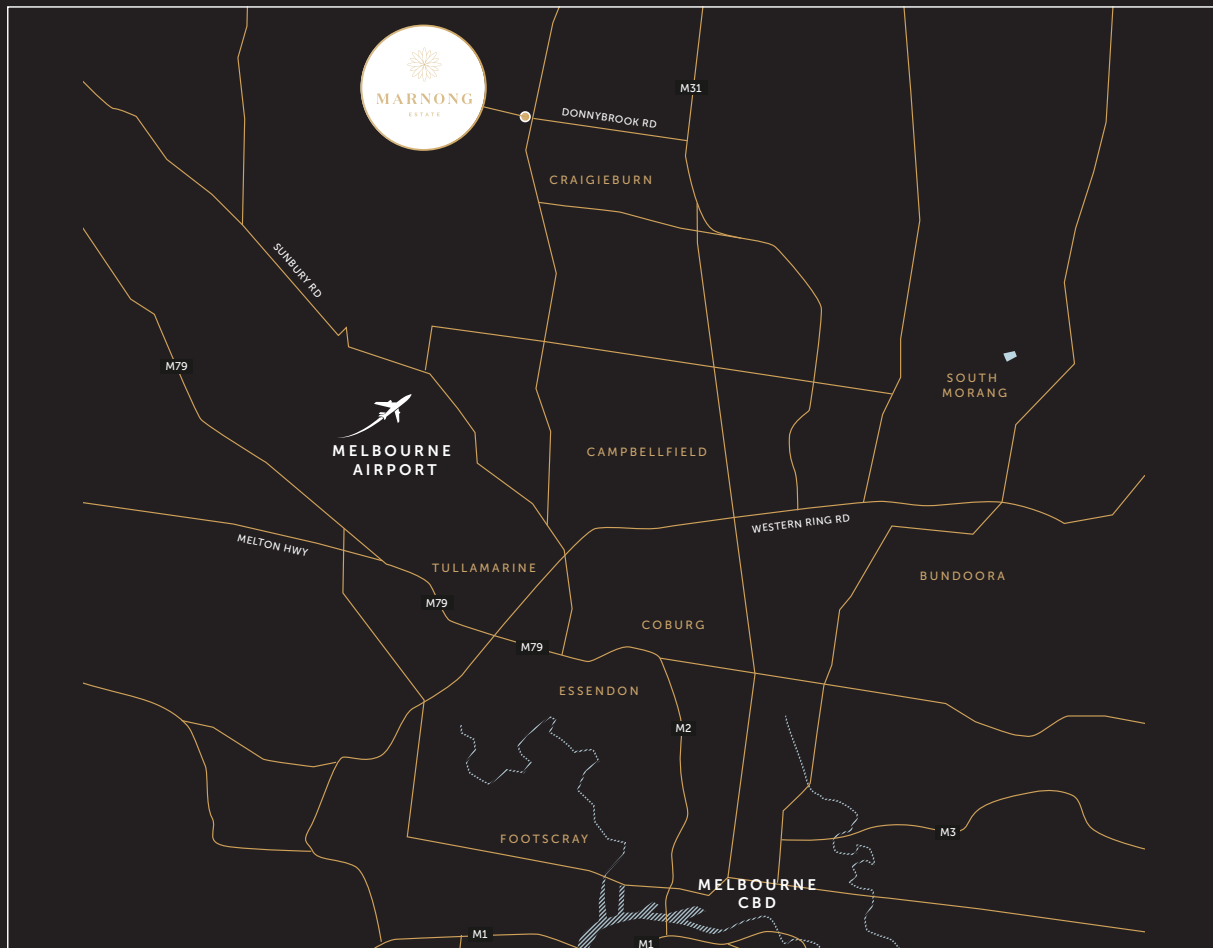 MARNONG
ESTATE
M31
DONNYBROOK RD
CRAIGIEBURN
SUNBURY RD
M79
SOUTH
MORANG
MELBOURNE
AIRPORT
CAMPBELLFIELD
WESTERN RING RD
MELTON HWY
TULLAMARINE
BUNDOORA
M79
COBURG
M79
ESSENDON
M2
FOOTSCRAY
M3
MELBOURNE
CBD
M1
M1